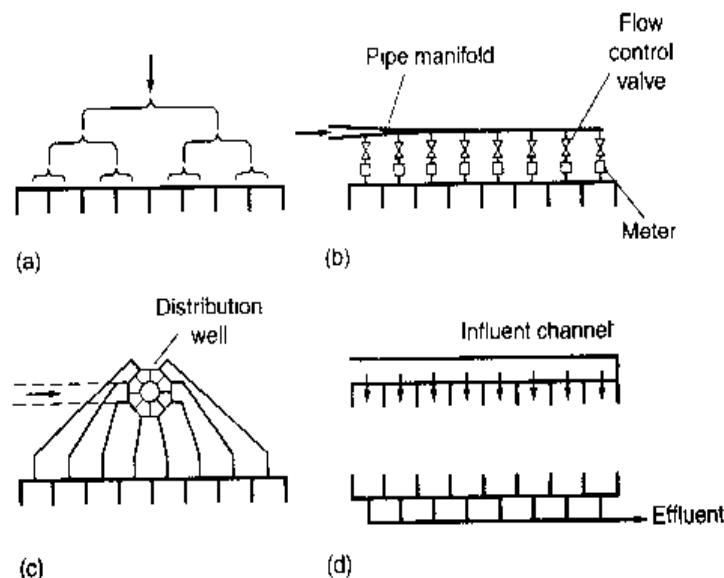 Flow
control
valve
Pipe manifold
Meter
(a)
(b)
Distribution
well
Influent channel
Effluent
(c)
(d)